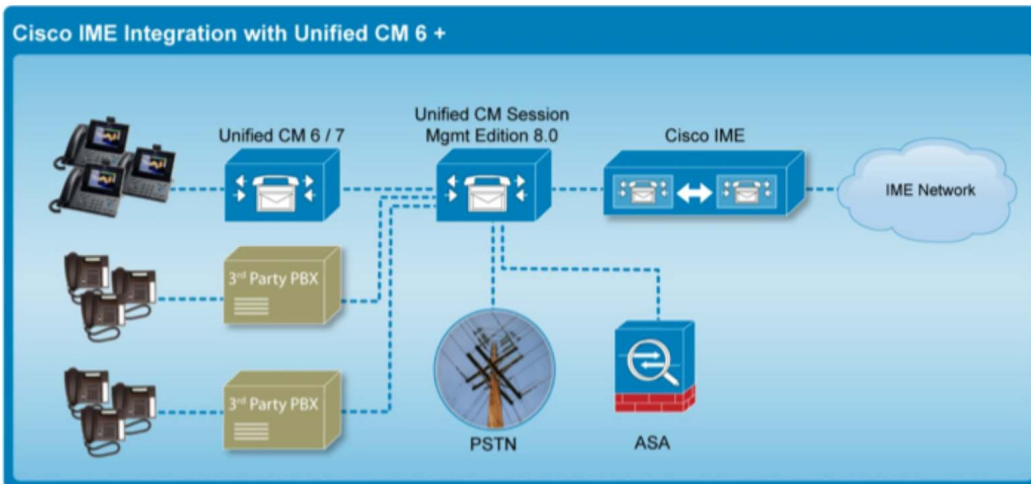 Cisco IME Integration with Unified CM 6 +
Unified CM 6 / 7
Unified CM Session
Mgmt Edition 8.0
Cisco IME
IME Network
3rd Party PBX
3rd Party PBX
PSTN
ASA